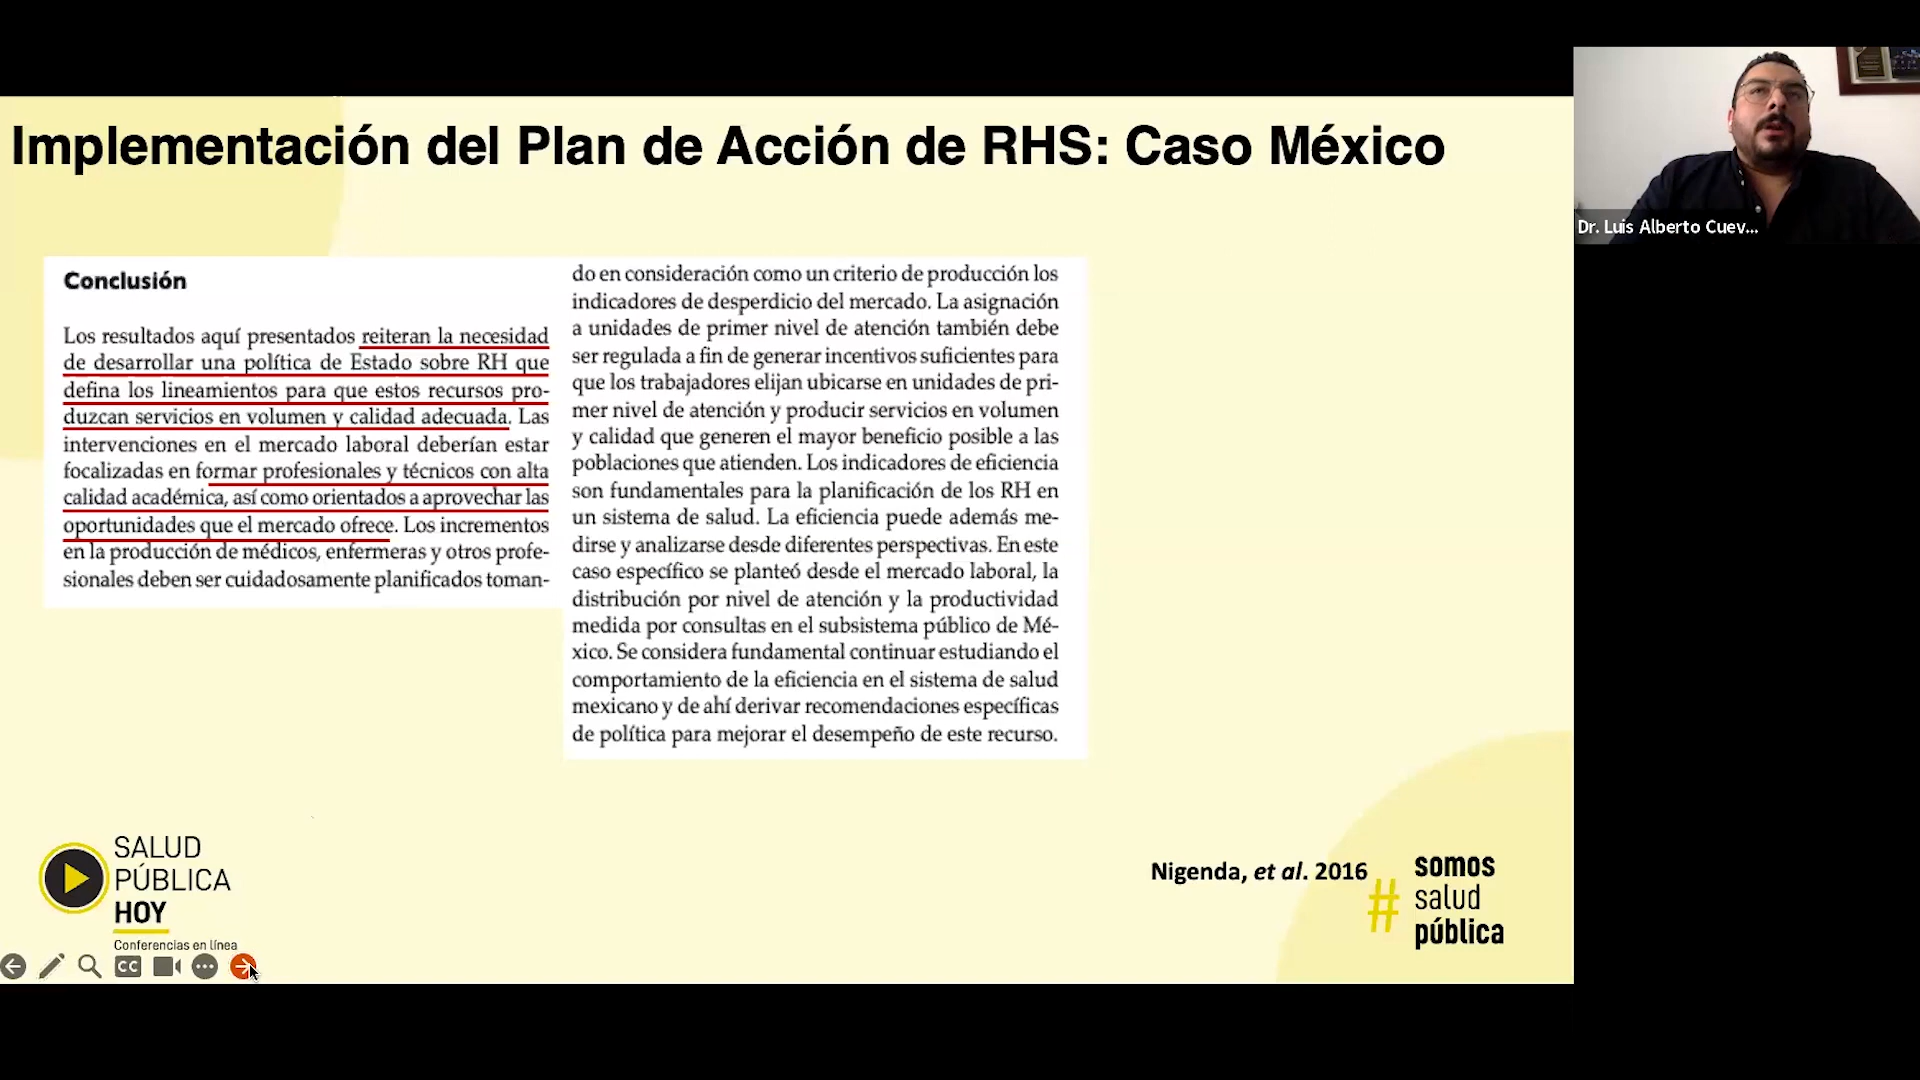 Implementación del Plan de Acción de RHS: Caso México
Conclusión
Los resultados aquí presentados reiteran la necesidad
de desarrollar una política de Estado sobre RH que
defina los lineamientos para que estos recursos pro-
duzcan servicios en volumen y calidad adecuada. Las
intervenciones en el mercado laboral deberían estar
focalizadas en formar profesionales y técnicos con alta
calidad académica, así como orientados a aprovechar las
oportunidades que el mercado ofrece. Los incrementos
en la producción de médicos, enfermeras y otros profe-
sionales deben ser cuidadosamente planificados toman-
do en consideración como un criterio de producción los
indicadores de desperdicio del mercado. La asignación
a unidades de primer nivel de atención también debe
ser regulada a fin de generar incentivos suficientes para
que los trabajadores elijan ubicarse en unidades de pri-
mer nivel de atención y producir servicios en volumen
y calidad que generen el mayor beneficio posible a las
poblaciones que atienden. Los indicadores de eficiencia
son fundamentales para la planificación de los RH en
un sistema de salud. La eficiencia puede además me-
dirse y analizarse desde diferentes perspectivas. En este
caso específico se planteó desde el mercado laboral, la
distribución por nivel de atención y la productividad
medida por consultas en el subsistema público de Mé-
xico. Se considera fundamental continuar estudiando el
comportamiento de la eficiencia en el sistema de salud
mexicano y de ahí derivar recomendaciones específicas
de política para mejorar el desempeño de este recurso.
Nigenda, et al. 2016
SALUD
PÚBLICA
HOY
Conferencias en línea
CC
# somos
salud
pública
Dr. Luis Alberto Cuev...